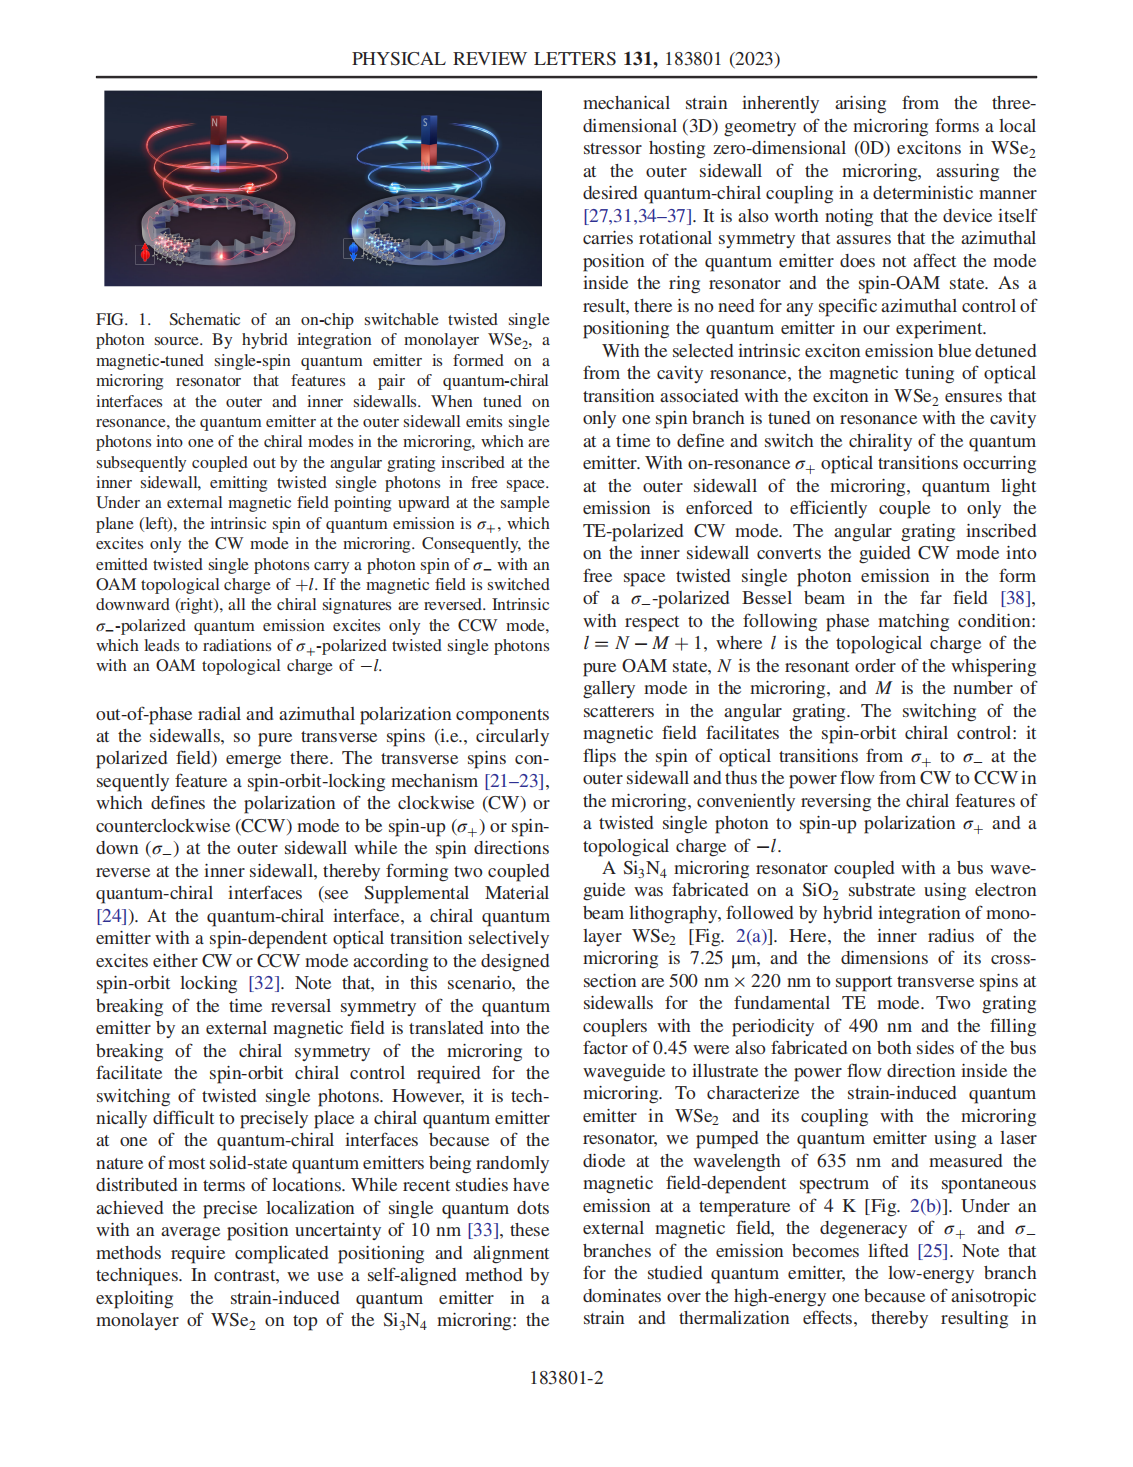 PHYSICAL REVIEW LETTERS 131, 183801 (2023)
N
S
FIG. 1. Schematic of an on-chip switchable twisted single
photon source. By hybrid integration of monolayer WSe₂, a
magnetic-tuned single-spin quantum emitter is formed on a
microring resonator that features a pair of quantum-chiral
interfaces at the outer and inner sidewalls. When tuned on
resonance, the quantum emitter at the outer sidewall emits single
photons into one of the chiral modes in the microring, which are
subsequently coupled out by the angular grating inscribed at the
inner sidewall, emitting twisted single photons in free space.
Under an external magnetic field pointing upward at the sample
plane (left), the intrinsic spin of quantum emission is σ₊, which
excites only the CW mode in the microring. Consequently, the
emitted twisted single photons carry a photon spin of σ₋ with an
OAM topological charge of +l. If the magnetic field is switched
downward (right), all the chiral signatures are reversed. Intrinsic
σ₋-polarized quantum emission excites only the CCW mode,
which leads to radiations of σ₊-polarized twisted single photons
with an OAM topological charge of −l.
out-of-phase radial and azimuthal polarization components
at the sidewalls, so pure transverse spins (i.e., circularly
polarized field) emerge there. The transverse spins con-
sequently feature a spin-orbit-locking mechanism [21–23],
which defines the polarization of the clockwise (CW) or
counterclockwise (CCW) mode to be spin-up (σ₊) or spin-
down (σ₋) at the outer sidewall while the spin directions
reverse at the inner sidewall, thereby forming two coupled
quantum-chiral interfaces (see Supplemental Material
[24]). At the quantum-chiral interface, a chiral quantum
emitter with a spin-dependent optical transition selectively
excites either CW or CCW mode according to the designed
spin-orbit locking [32]. Note that, in this scenario, the
breaking of the time reversal symmetry of the quantum
emitter by an external magnetic field is translated into the
breaking of the chiral symmetry of the microring to
facilitate the spin-orbit chiral control required for the
switching of twisted single photons. However, it is tech-
nically difficult to precisely place a chiral quantum emitter
at one of the quantum-chiral interfaces because of the
nature of most solid-state quantum emitters being randomly
distributed in terms of locations. While recent studies have
achieved the precise localization of single quantum dots
with an average position uncertainty of 10 nm [33], these
methods require complicated positioning and alignment
techniques. In contrast, we use a self-aligned method by
exploiting the strain-induced quantum emitter in a
monolayer of WSe₂ on top of the Si₃N₄ microring: the
mechanical strain inherently arising from the three-
dimensional (3D) geometry of the microring forms a local
stressor hosting zero-dimensional (0D) excitons in WSe₂
at the outer sidewall of the microring, assuring the
desired quantum-chiral coupling in a deterministic manner
[27,31,34–37]. It is also worth noting that the device itself
carries rotational symmetry that assures that the azimuthal
position of the quantum emitter does not affect the mode
inside the ring resonator and the spin-OAM state. As a
result, there is no need for any specific azimuthal control of
positioning the quantum emitter in our experiment.
With the selected intrinsic exciton emission blue detuned
from the cavity resonance, the magnetic tuning of optical
transition associated with the exciton in WSe₂ ensures that
only one spin branch is tuned on resonance with the cavity
at a time to define and switch the chirality of the quantum
emitter. With on-resonance σ₊ optical transitions occurring
at the outer sidewall of the microring, quantum light
emission is enforced to efficiently couple to only the
TE-polarized CW mode. The angular grating inscribed
on the inner sidewall converts the guided CW mode into
free space twisted single photon emission in the form
of a σ₋-polarized Bessel beam in the far field [38],
with respect to the following phase matching condition:
l = N − M + 1, where l is the topological charge of the
pure OAM state, N is the resonant order of the whispering
gallery mode in the microring, and M is the number of
scatterers in the angular grating. The switching of the
magnetic field facilitates the spin-orbit chiral control: it
flips the spin of optical transitions from σ₊ to σ₋ at the
outer sidewall and thus the power flow from CW to CCW in
the microring, conveniently reversing the chiral features of
a twisted single photon to spin-up polarization σ₊ and a
topological charge of −l.
A Si₃N₄ microring resonator coupled with a bus wave-
guide was fabricated on a SiO₂ substrate using electron
beam lithography, followed by hybrid integration of mono-
layer WSe₂ [Fig. 2(a)]. Here, the inner radius of the
microring is 7.25 μm, and the dimensions of its cross-
section are 500 nm × 220 nm to support transverse spins at
sidewalls for the fundamental TE mode. Two grating
couplers with the periodicity of 490 nm and the filling
factor of 0.45 were also fabricated on both sides of the bus
waveguide to illustrate the power flow direction inside the
microring. To characterize the strain-induced quantum
emitter in WSe₂ and its coupling with the microring
resonator, we pumped the quantum emitter using a laser
diode at the wavelength of 635 nm and measured the
magnetic field-dependent spectrum of its spontaneous
emission at a temperature of 4 K [Fig. 2(b)]. Under an
external magnetic field, the degeneracy of σ₊ and σ₋
branches of the emission becomes lifted [25]. Note that
for the studied quantum emitter, the low-energy branch
dominates over the high-energy one because of anisotropic
strain and thermalization effects, thereby resulting in
183801-2